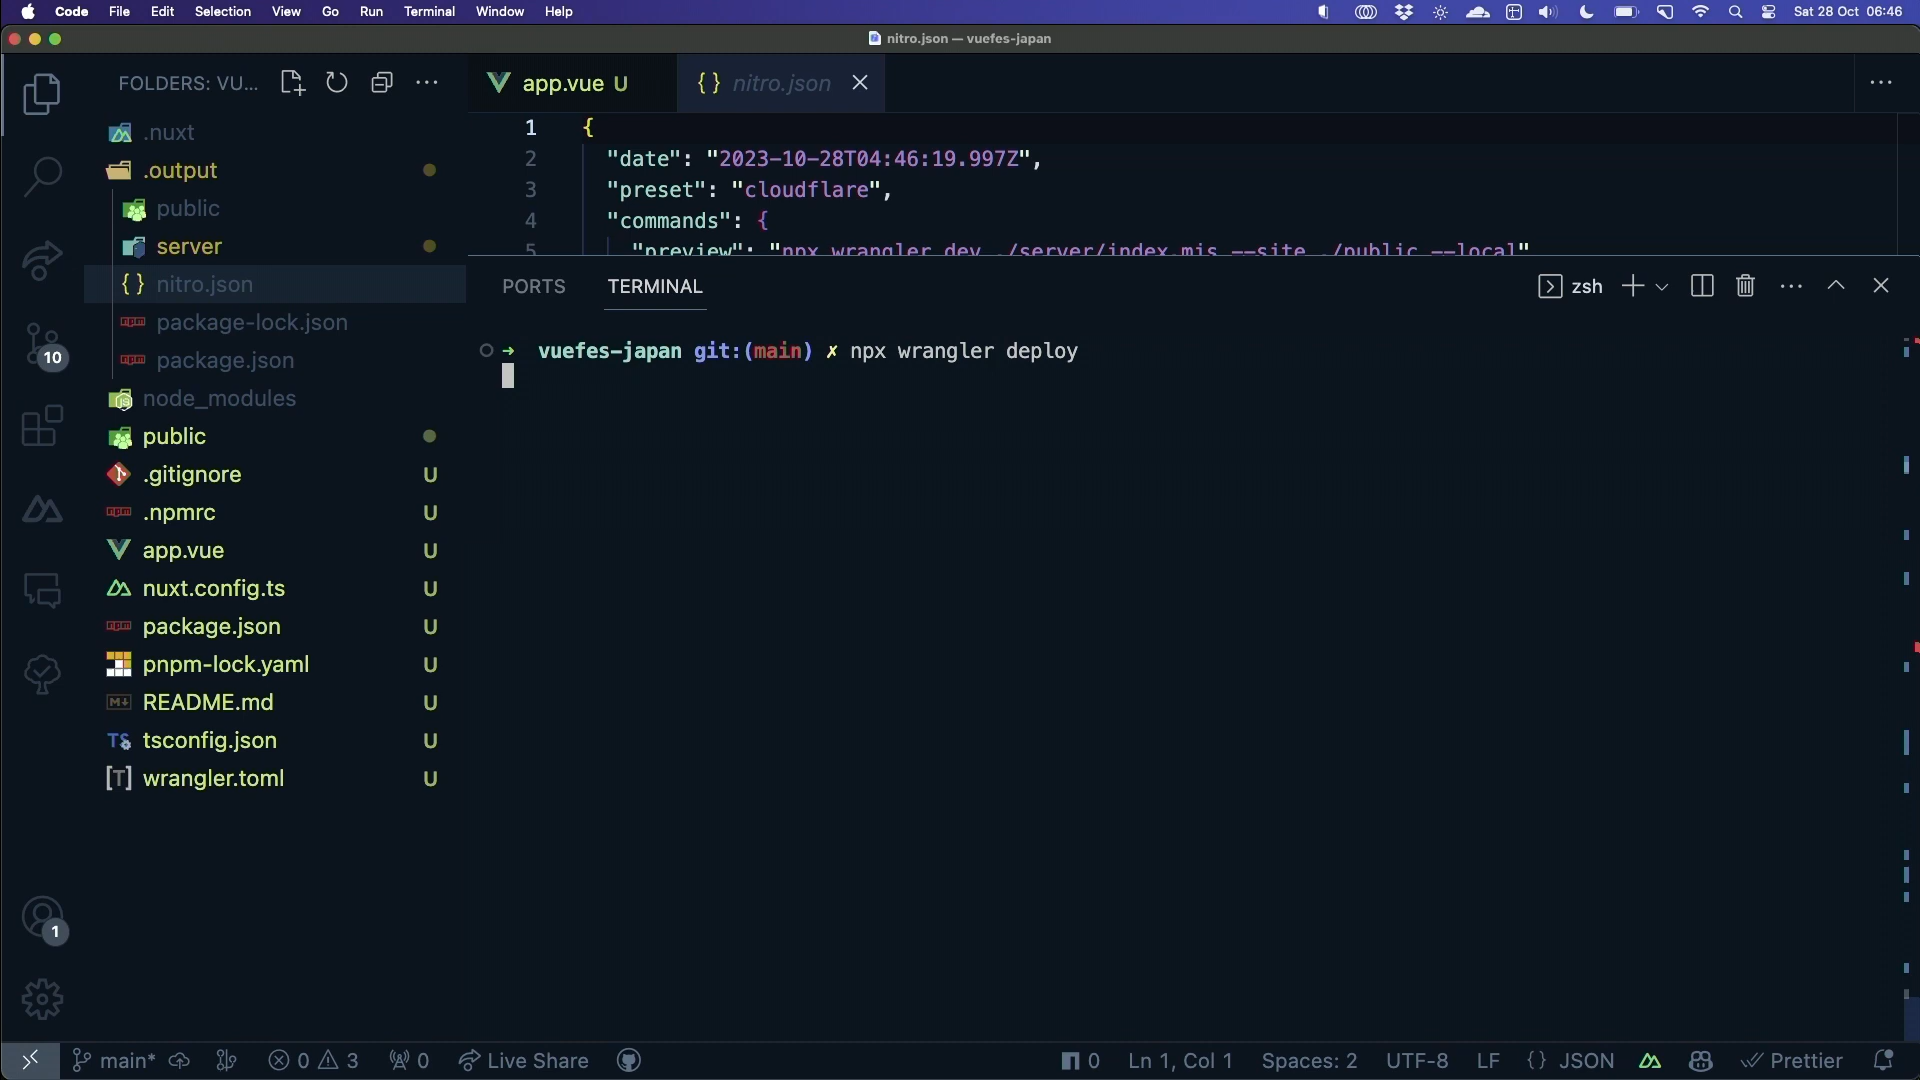 Code File Edit Selection View Go Run Terminal Window Help Sat 28 Oct 06:46
nitro.json — vuefes-japan
FOLDERS: VU...
app.vue U
{ } nitro.json
.nuxt
.output
public
server
{ } nitro.json
package-lock.json
package.json
node_modules
public
.gitignore U
.npmrc U
app.vue U
nuxt.config.ts U
package.json U
pnpm-lock.yaml U
README.md U
TS tsconfig.json U
[T] wrangler.toml U
10
1
1 {
2 "date": "2023-10-28T04:46:19.997Z",
3 "preset": "cloudflare",
4 "commands": {
5 "preview": "npx wrangler dev ./server/index.mjs --site ./public --local"
PORTS TERMINAL zsh
➜ vuefes-japan git:(main) ✗ npx wrangler deploy
main* 0 3 0 Live Share 0 Ln 1, Col 1 Spaces: 2 UTF-8 LF { } JSON Prettier